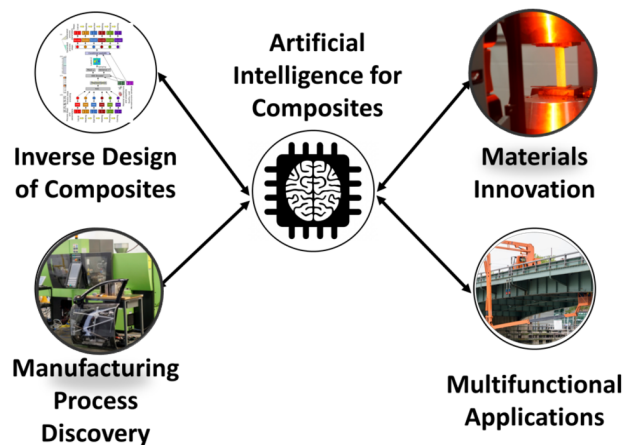 Artificial
Intelligence for
Composites
Inverse Design
of Composites
Materials
Innovation
Manufacturing
Process
Discovery
Multifunctional
Applications